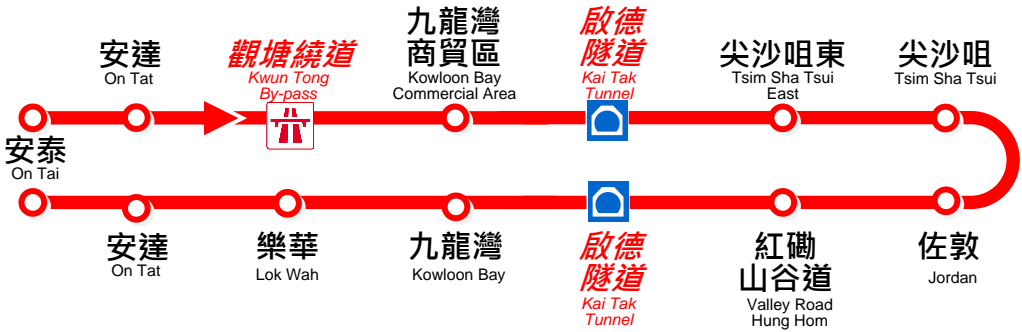 安達
On Tat
觀塘繞道
Kwun Tong
By-pass
九龍灣
商貿區
Kowloon Bay
Commercial Area
啟德
隧道
Kai Tak
Tunnel
尖沙咀東
Tsim Sha Tsui
East
尖沙咀
Tsim Sha Tsui
安泰
On Tai
安達
On Tat
樂華
Lok Wah
九龍灣
Kowloon Bay
啟德
隧道
Kai Tak
Tunnel
紅磡
山谷道
Valley Road
Hung Hom
佐敦
Jordan